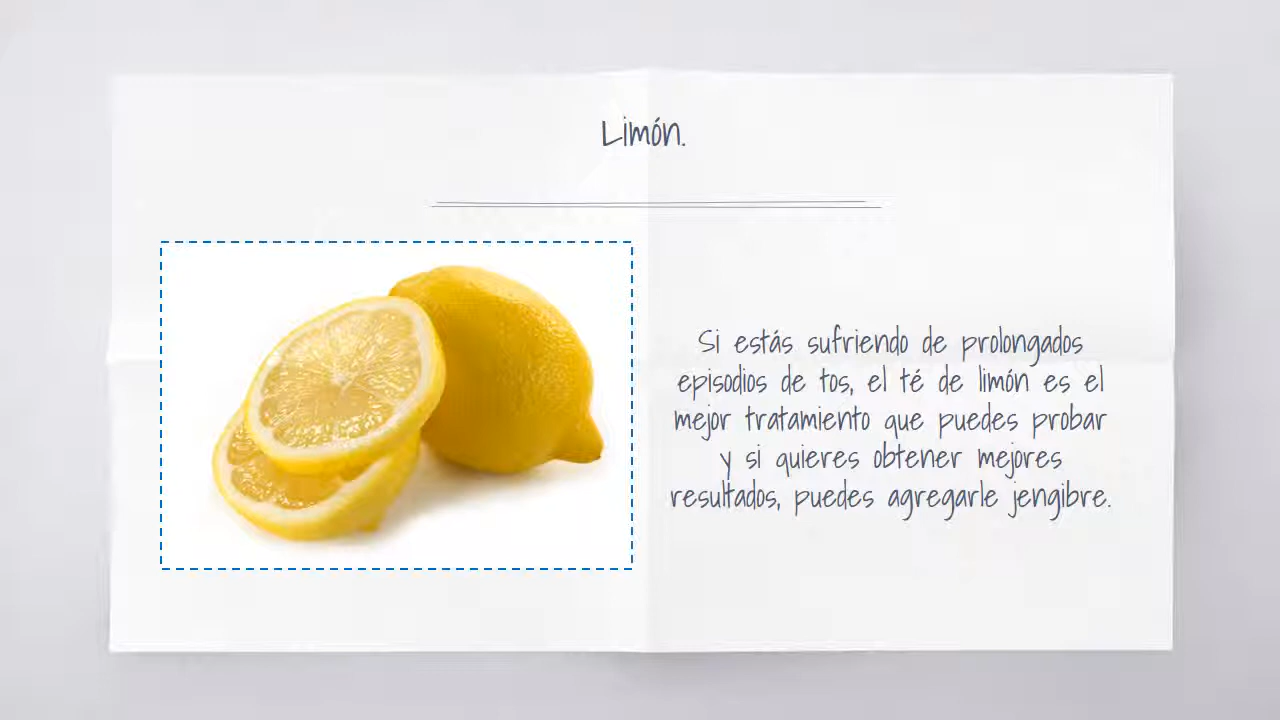 Limón.
Si estás sufriendo de prolongados
episodios de tos, el té de limón es el
mejor tratamiento que puedes probar
y si quieres obtener mejores
resultados, puedes agregarle jengibre.